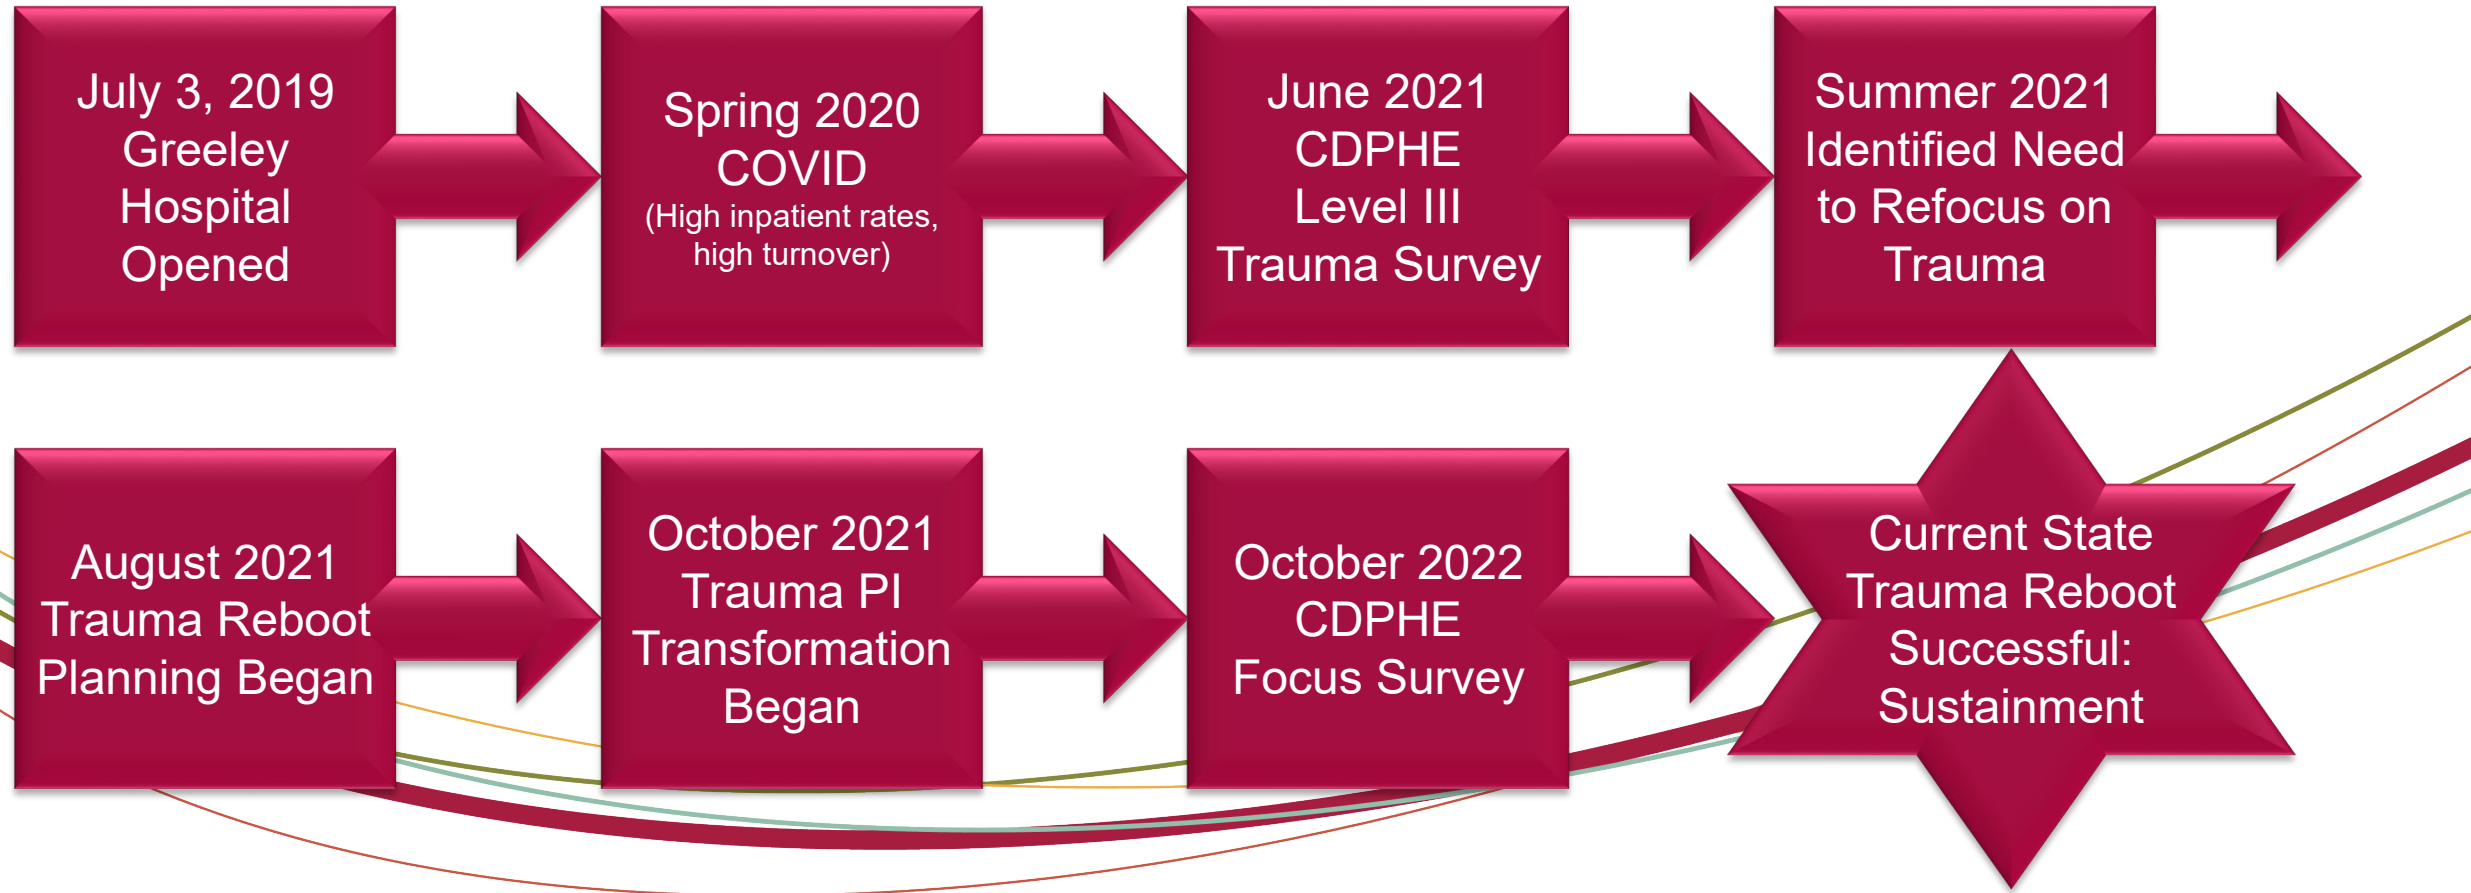 July 3, 2019
Greeley
Hospital
Opened
Spring 2020
COVID
(High inpatient rates,
high turnover)
June 2021
CDPHE
Level III
Trauma Survey
Summer 2021
Identified Need
to Refocus on
Trauma
August 2021
Trauma Reboot
Planning Began
October 2021
Trauma PI
Transformation
Began
October 2022
CDPHE
Focus Survey
Current State
Trauma Reboot
Successful:
Sustainment